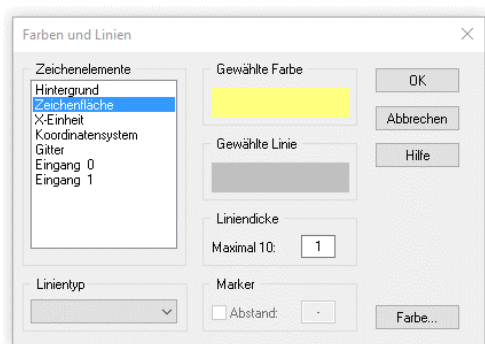 Farben und Linien
Zeichenelemente
Hintergrund
Zeichenfläche
X-Einheit
Koordinatensystem
Gitter
Eingang 0
Eingang 1
Linientyp
Gewählte Farbe
Gewählte Linie
Liniendicke
Maximal 10: 1
Marker
Abstand: -
OK
Abbrechen
Hilfe
Farbe...